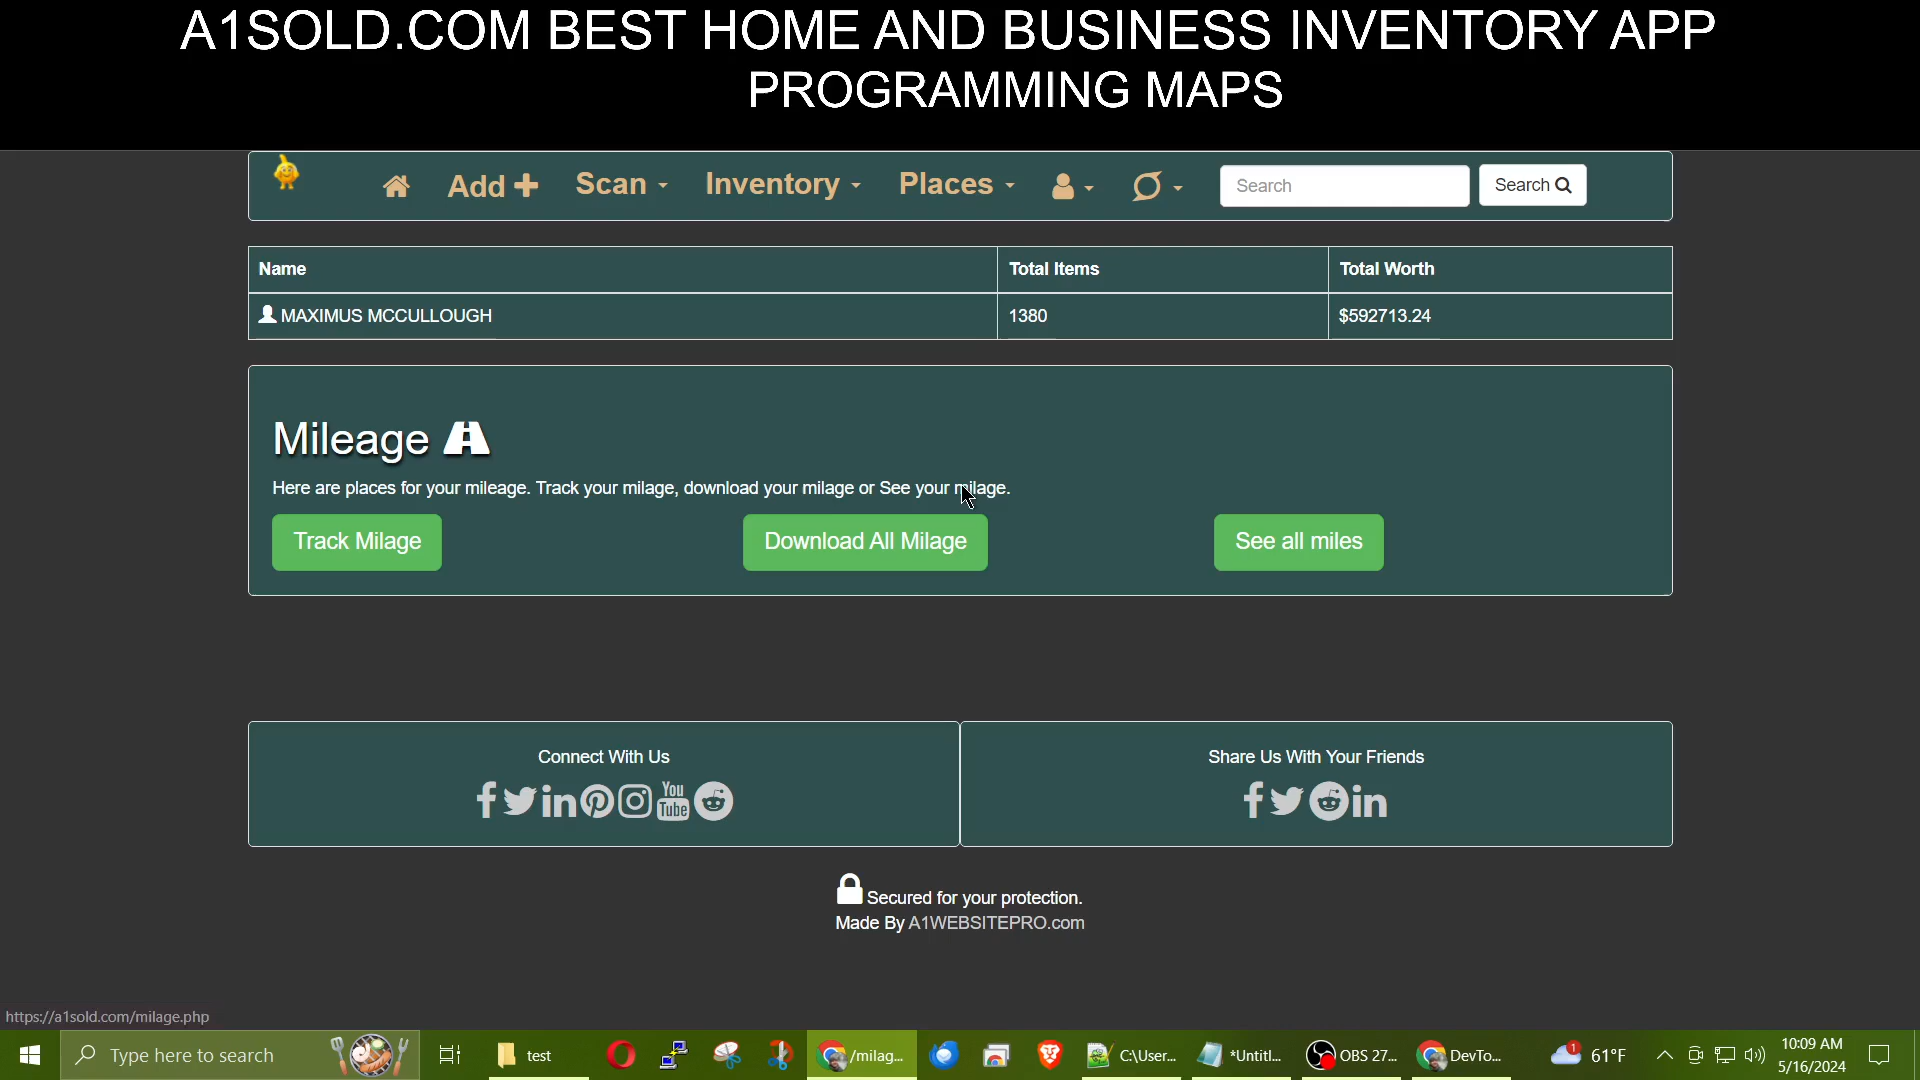 A1SOLD.COM BEST HOME AND BUSINESS INVENTORY APP
PROGRAMMING MAPS
Add
Scan
Inventory
Places
Search
Search
Name
Total Items
Total Worth
MAXIMUS MCCULLOUGH
1380
$592713.24
Mileage
Here are places for your mileage. Track your milage, download your milage or See your milage.
Track Milage
Download All Milage
See all miles
Connect With Us
You
Tube
Share Us With Your Friends
Secured for your protection.
Made By A1WEBSITEPRO.com
https://a1sold.com/milage.php
Type here to search
test
/milag...
C:\User...
*Untitl...
OBS 27...
DevTo...
1
61°F
10:09 AM
5/16/2024